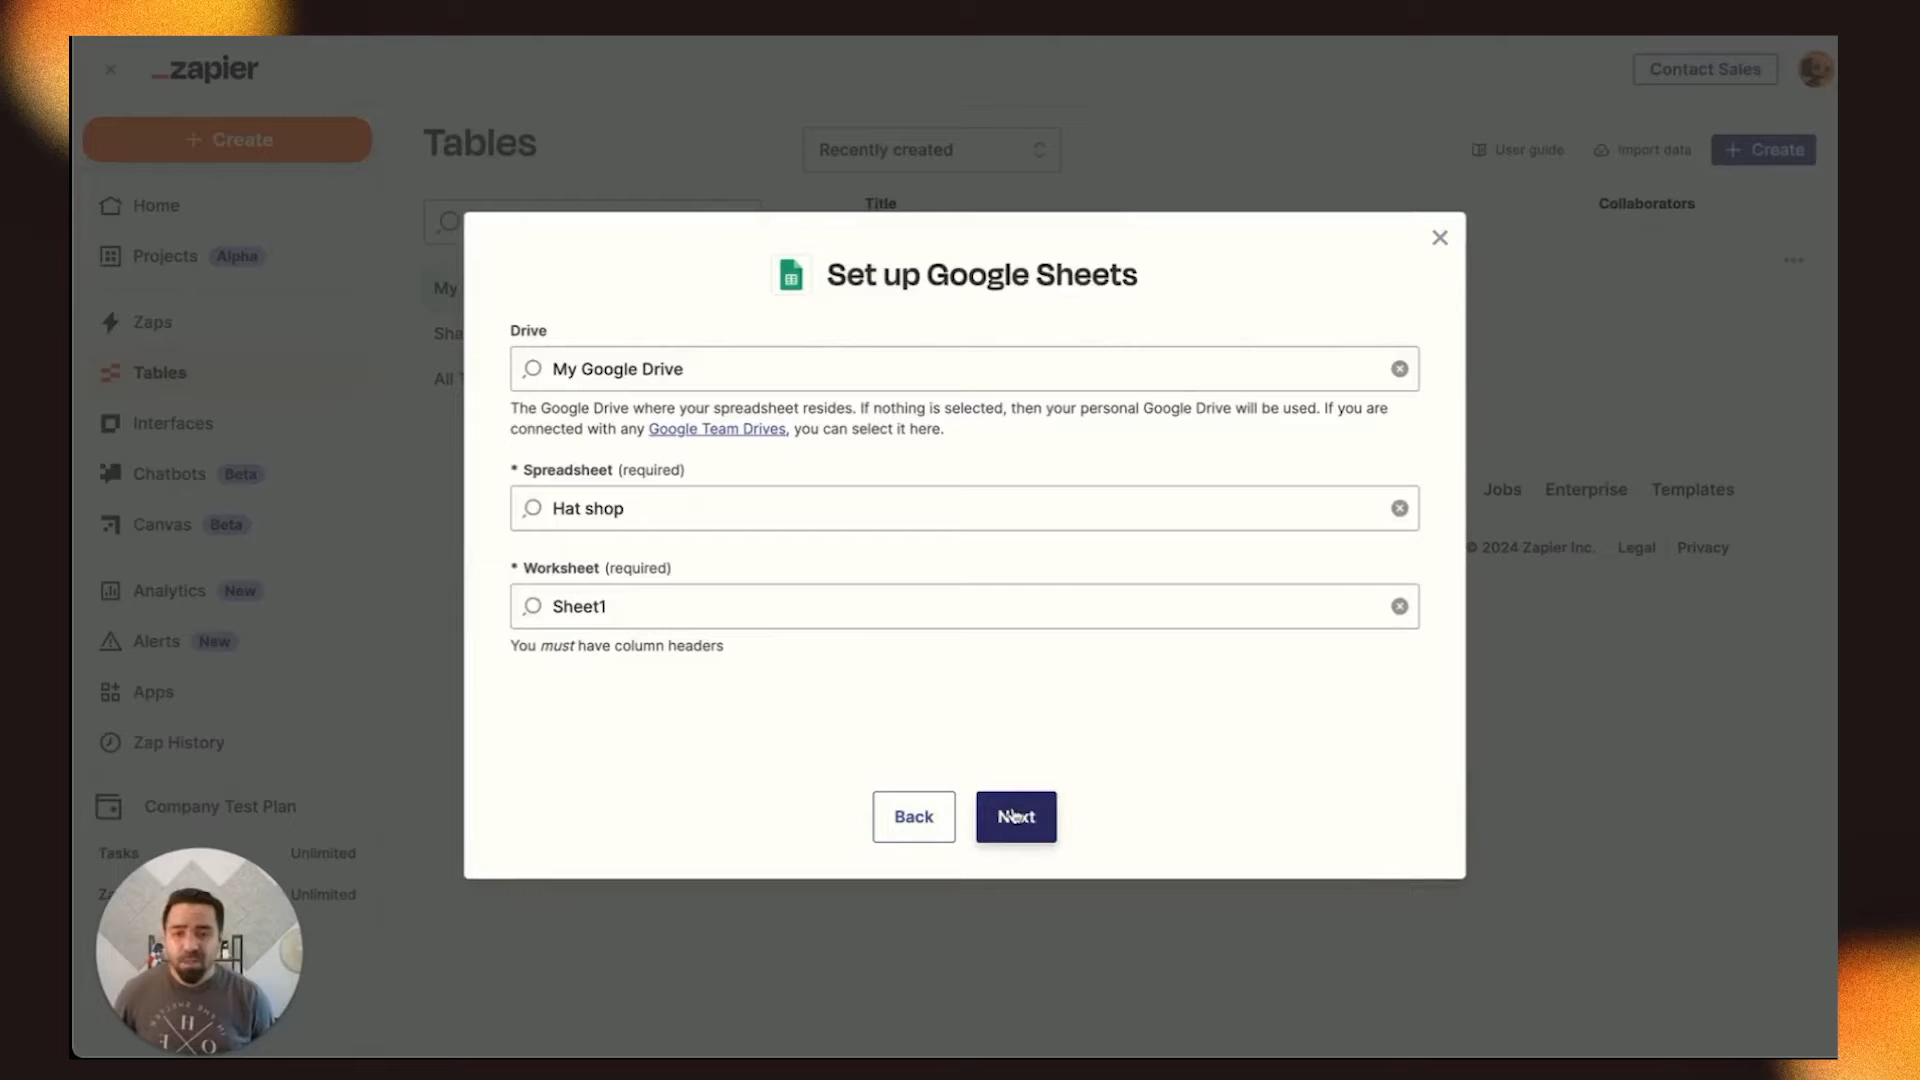 zapier
Contact Sales
+ Create
Tables
Recently created
User guide
Import data
+ Create
Home
Projects Alpha
Zaps
Tables
Interfaces
Chatbots Beta
Canvas Beta
Analytics New
Alerts New
Apps
Zap History
Company Test Plan
Tasks Unlimited
Za Unlimited
Title
Collaborators
My
Sha
All T
Set up Google Sheets
Drive
My Google Drive
The Google Drive where your spreadsheet resides. If nothing is selected, then your personal Google Drive will be used. If you are
connected with any Google Team Drives, you can select it here.
* Spreadsheet (required)
Hat shop
* Worksheet (required)
Sheet1
You must have column headers
Back
Next
Jobs Enterprise Templates
© 2024 Zapier Inc. Legal Privacy